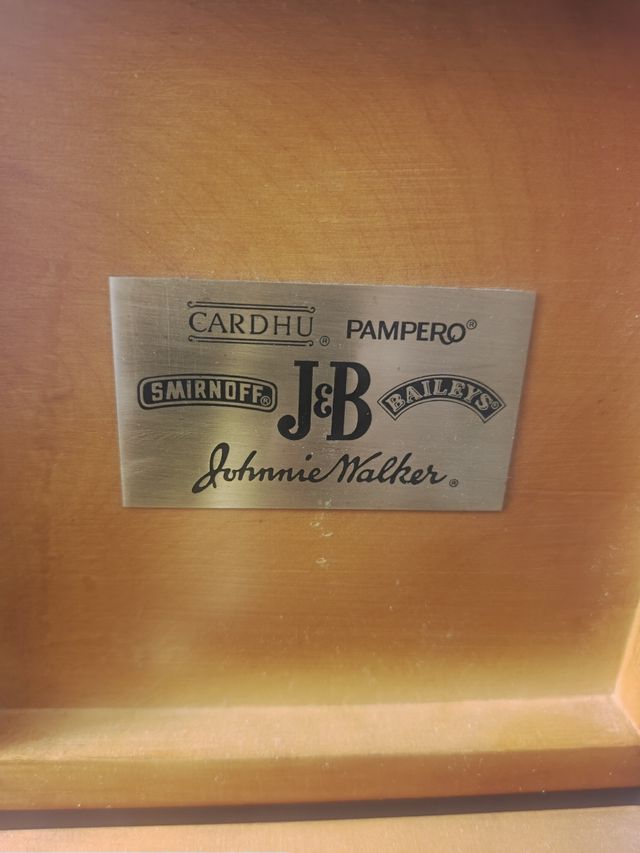 CARDHU® PAMPERO®
SMIRNOFF® J&B BAILEYS®
Johnnie Walker®